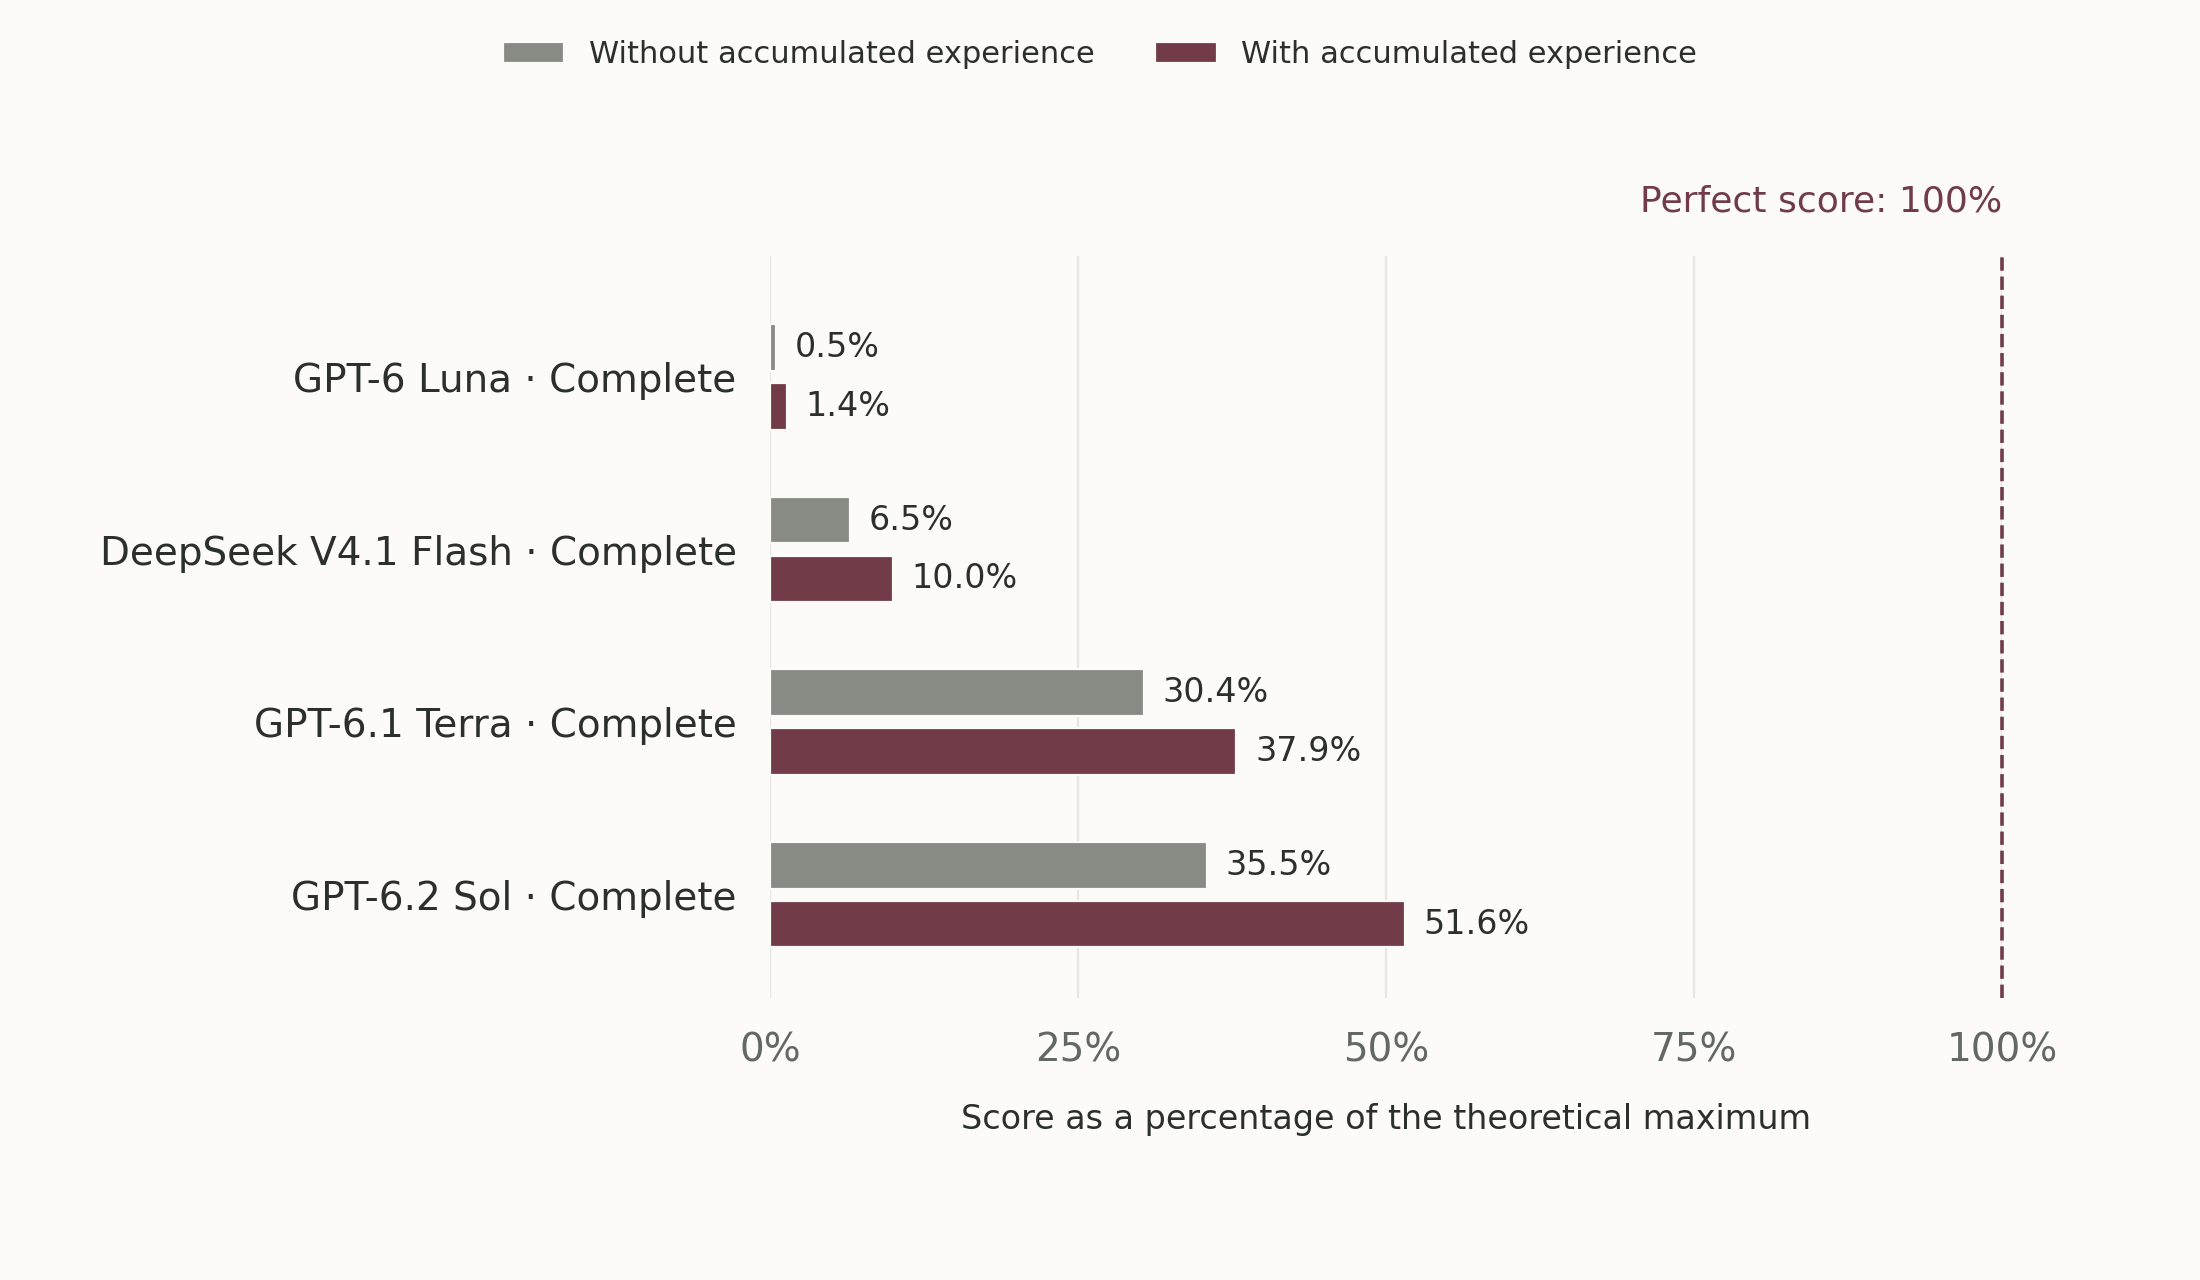 Without accumulated experience
With accumulated experience
Perfect score: 100%
GPT-6 Luna · Complete
0.5%
1.4%
DeepSeek V4.1 Flash · Complete
6.5%
10.0%
GPT-6.1 Terra · Complete
30.4%
37.9%
GPT-6.2 Sol · Complete
35.5%
51.6%
0%
25%
50%
75%
100%
Score as a percentage of the theoretical maximum